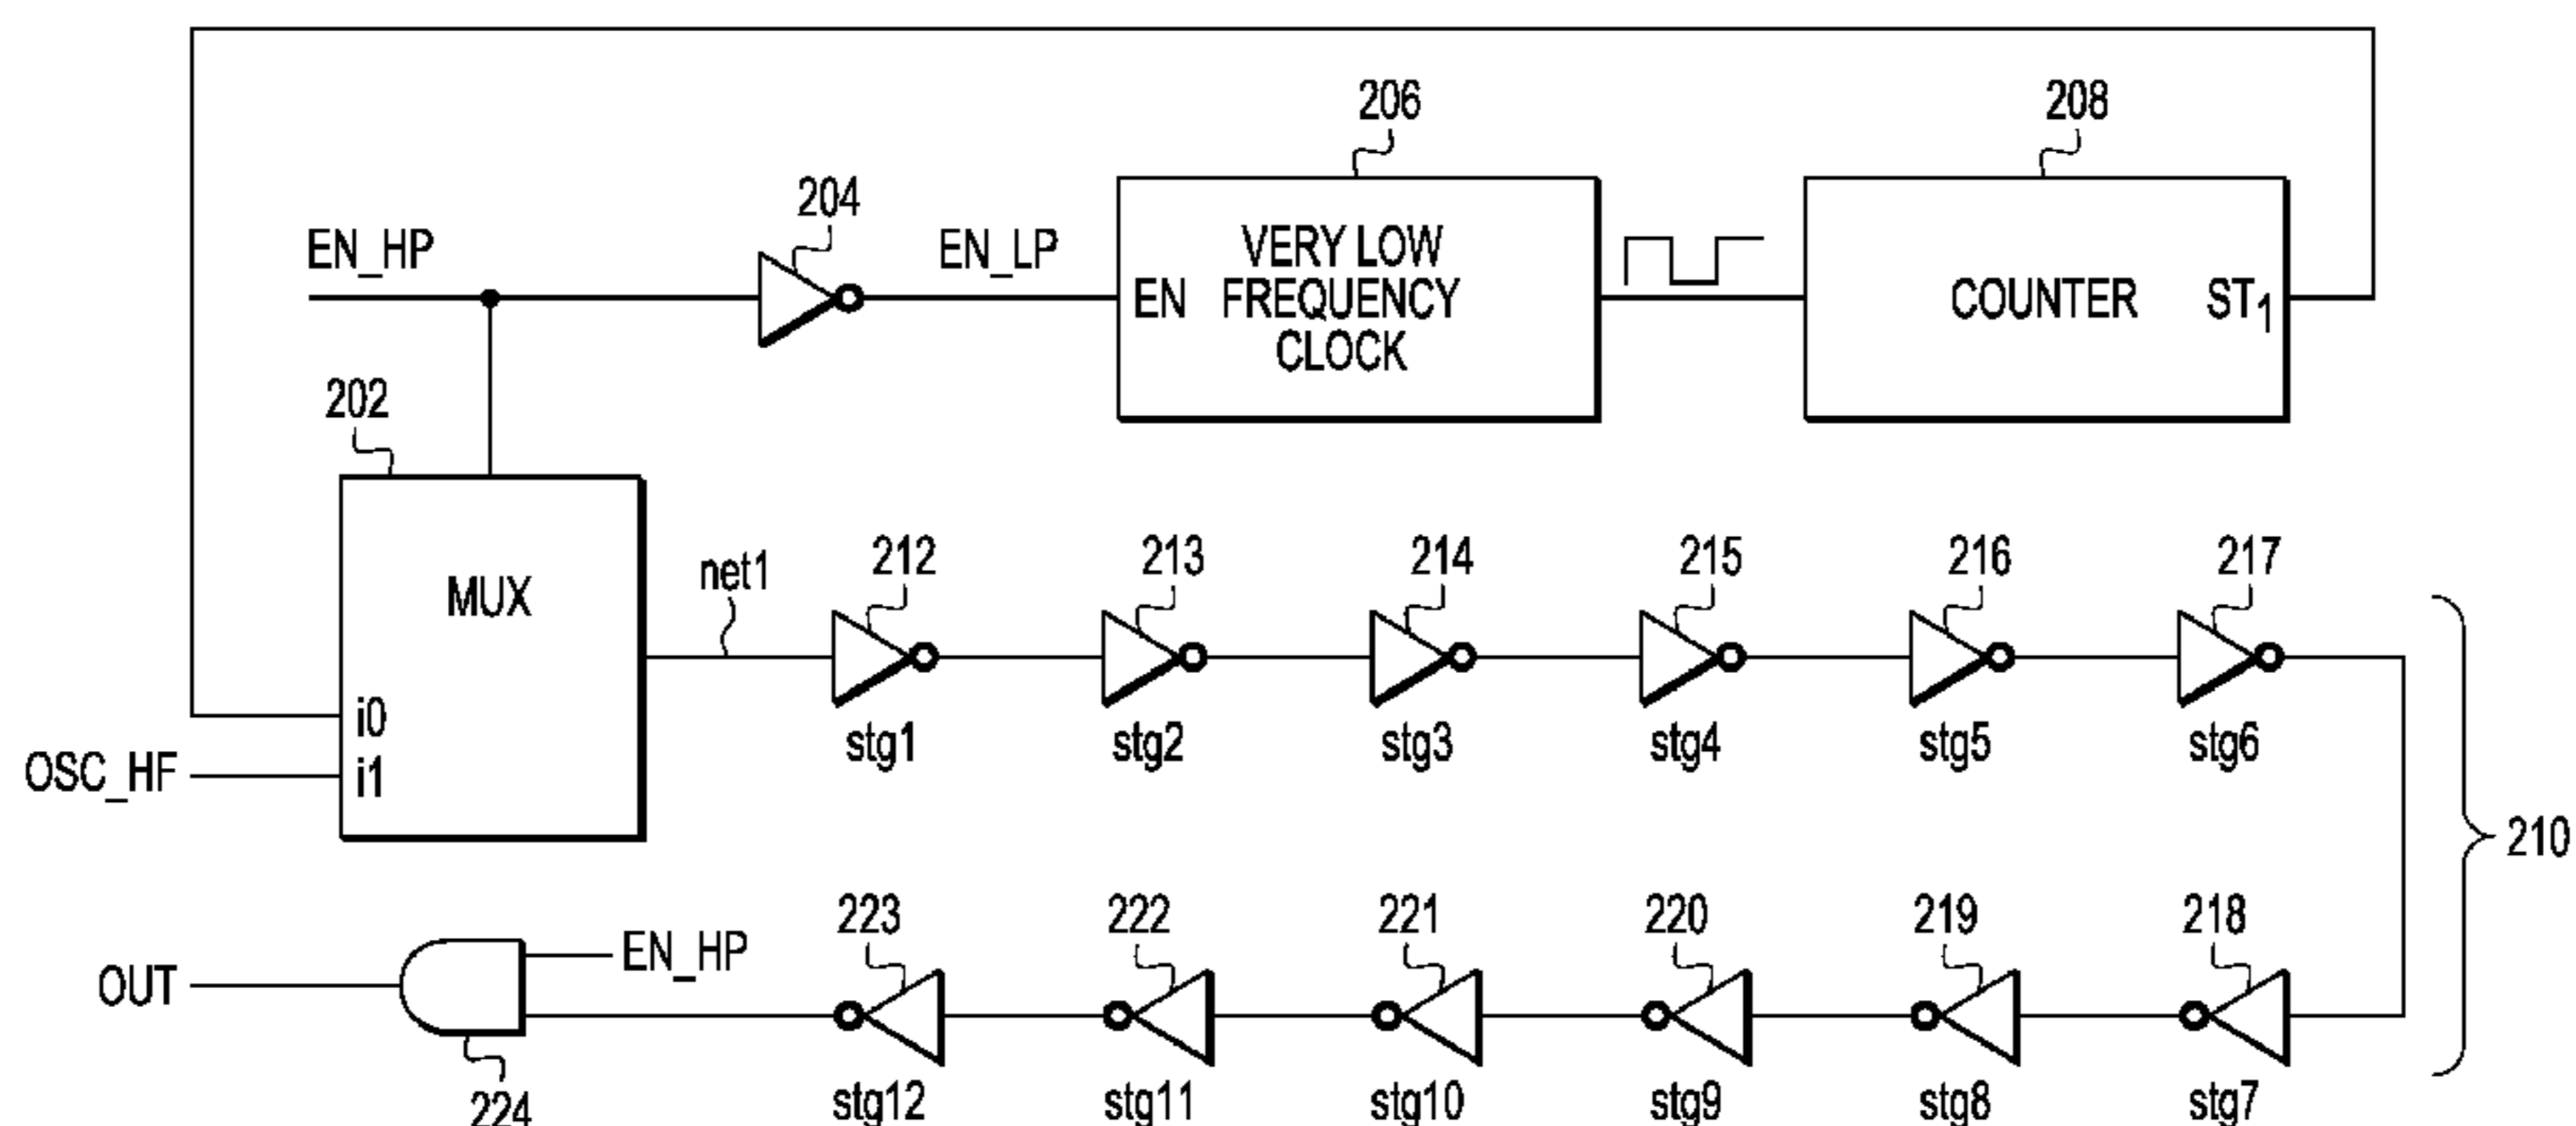 206
208
204
EN_HP
EN_LP
EN
VERY LOW
FREQUENCY
CLOCK
COUNTER
ST1
202
MUX
i0
i1
OSC_HF
net1
212
213
214
215
216
217
stg1
stg2
stg3
stg4
stg5
stg6
210
223
222
221
220
219
218
OUT
EN_HP
224
stg12
stg11
stg10
stg9
stg8
stg7